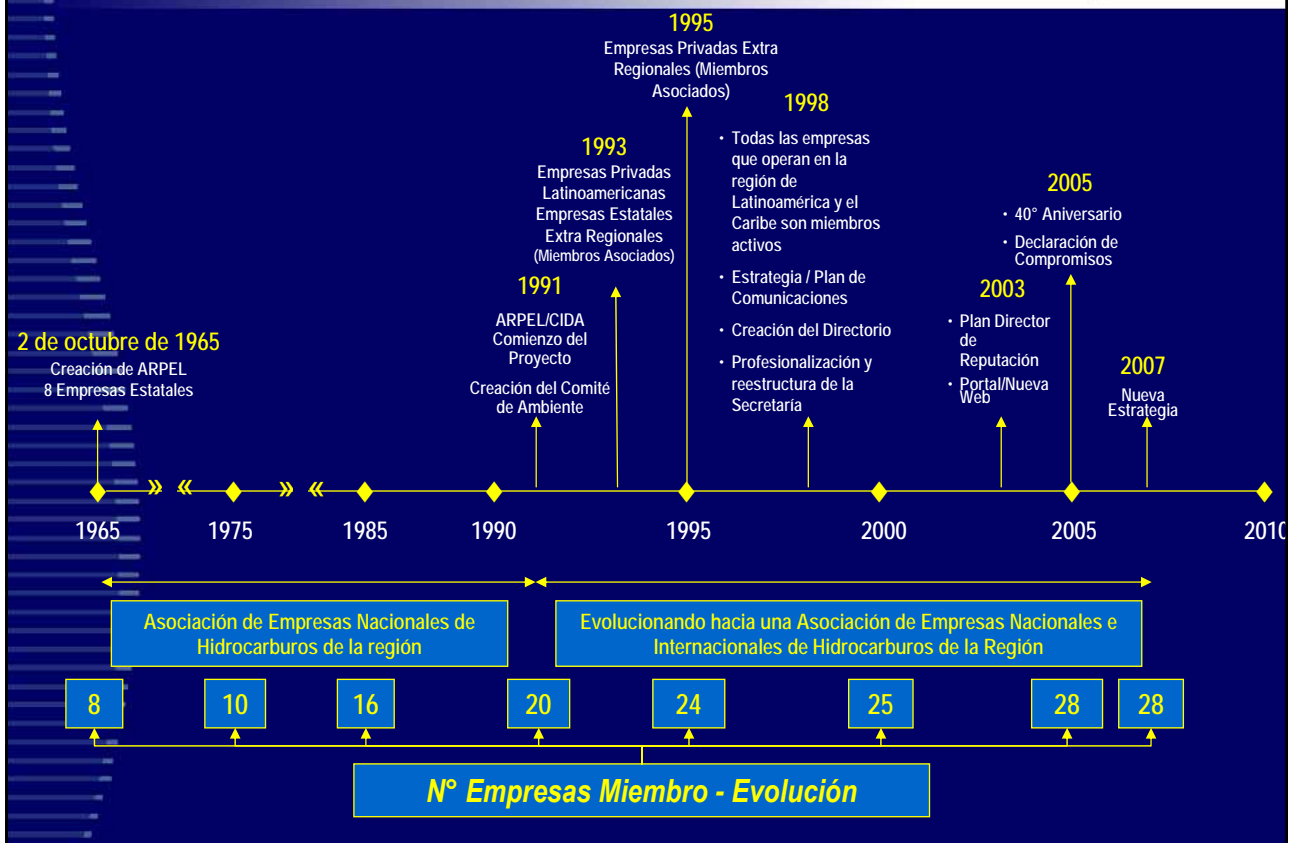 1995
Empresas Privadas Extra
Regionales (Miembros
Asociados)
1998
• Todas las empresas
que operan en la
región de
Latinoamérica y el
Caribe son miembros
activos
• Estrategia / Plan de
Comunicaciones
• Creación del Directorio
• Profesionalización y
reestructura de la
Secretaría
1993
Empresas Privadas
Latinoamericanas
Empresas Estatales
Extra Regionales
(Miembros Asociados)
2005
• 40° Aniversario
• Declaración de
Compromisos
1991
ARPEL/CIDA
Comienzo del
Proyecto
Creación del Comité
de Ambiente
2003
• Plan Director
de
Reputación
• Portal/Nueva
Web
2 de octubre de 1965
Creación de ARPEL
8 Empresas Estatales
2007
Nueva
Estrategia
» « » «
1965 1975 1985 1990 1995 2000 2005 2010
Asociación de Empresas Nacionales de
Hidrocarburos de la región
Evolucionando hacia una Asociación de Empresas Nacionales e
Internacionales de Hidrocarburos de la Región
8 10 16 20 24 25 28 28
N° Empresas Miembro - Evolución